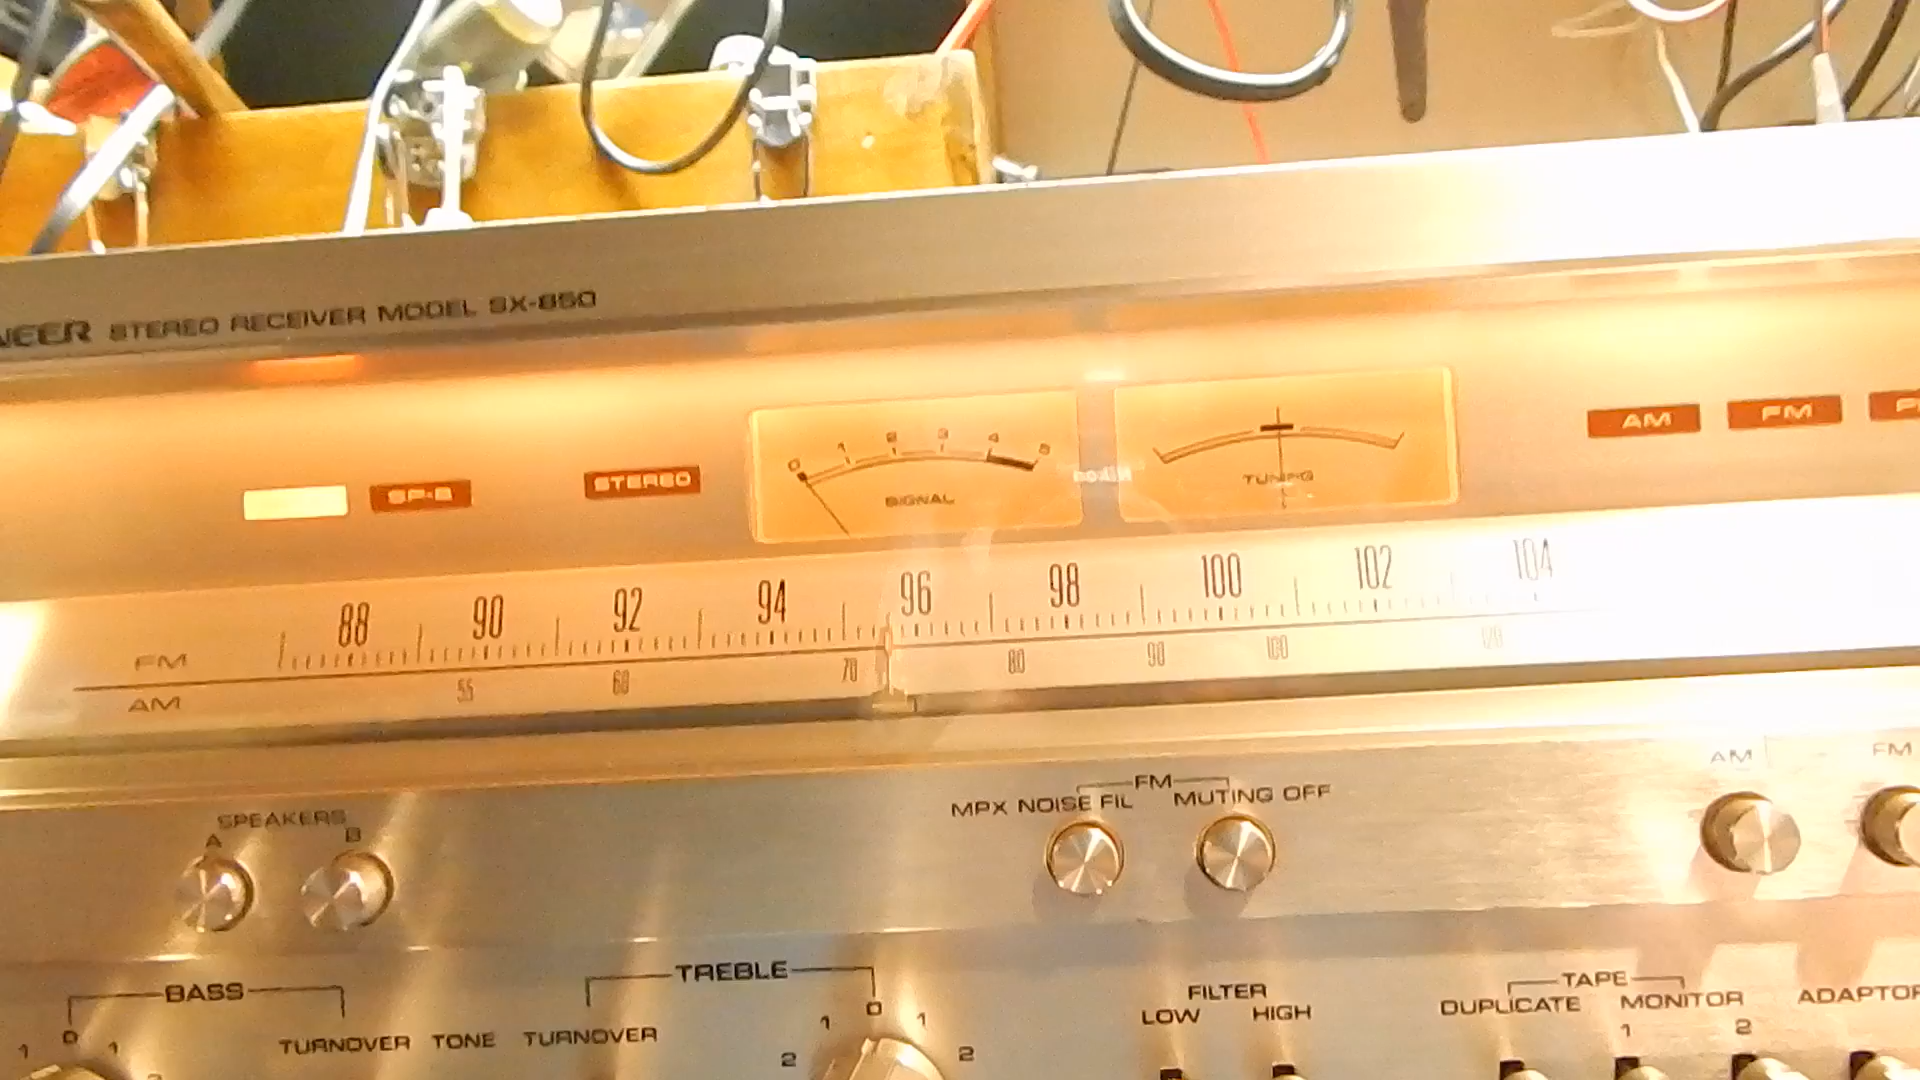 NEER STEREO RECEIVER MODEL SX-850
SP-B STEREO
0 1 2 3 4 5
SIGNAL
TUNING
AM FM
88 90 92 94 96 98 100 102 104
FM
AM
55 60 70 80 90 100 120
SPEAKERS
A B
FM
MPX NOISE FIL MUTING OFF
AM FM
BASS
TREBLE
TURNOVER TONE TURNOVER
1 0 1
2 1 0 1 2
FILTER
LOW HIGH
TAPE
DUPLICATE MONITOR
1 2
ADAPTOR